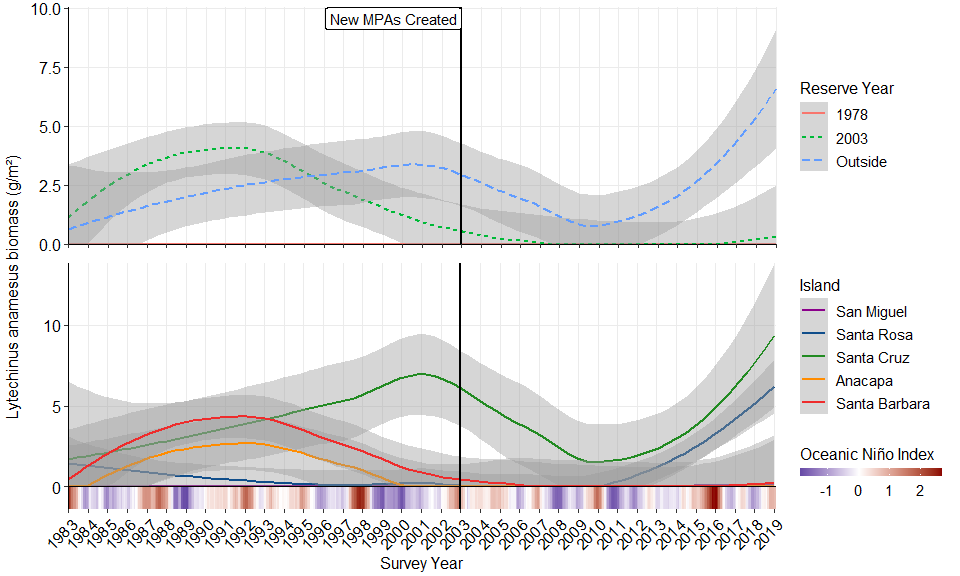 New MPAs Created
10.0
7.5
5.0
2.5
0.0
Reserve Year
1978
2003
Outside
Lytechinus anamesus biomass (g/m²)
10
5
0
Island
San Miguel
Santa Rosa
Santa Cruz
Anacapa
Santa Barbara
Oceanic Niño Index
-1 0 1 2
1983 1984 1985 1986 1987 1988 1989 1990 1991 1992 1993 1994 1995 1996 1997 1998 1999 2000 2001 2002 2003 2004 2005 2006 2007 2008 2009 2010 2011 2012 2013 2014 2015 2016 2017 2018 2019
Survey Year